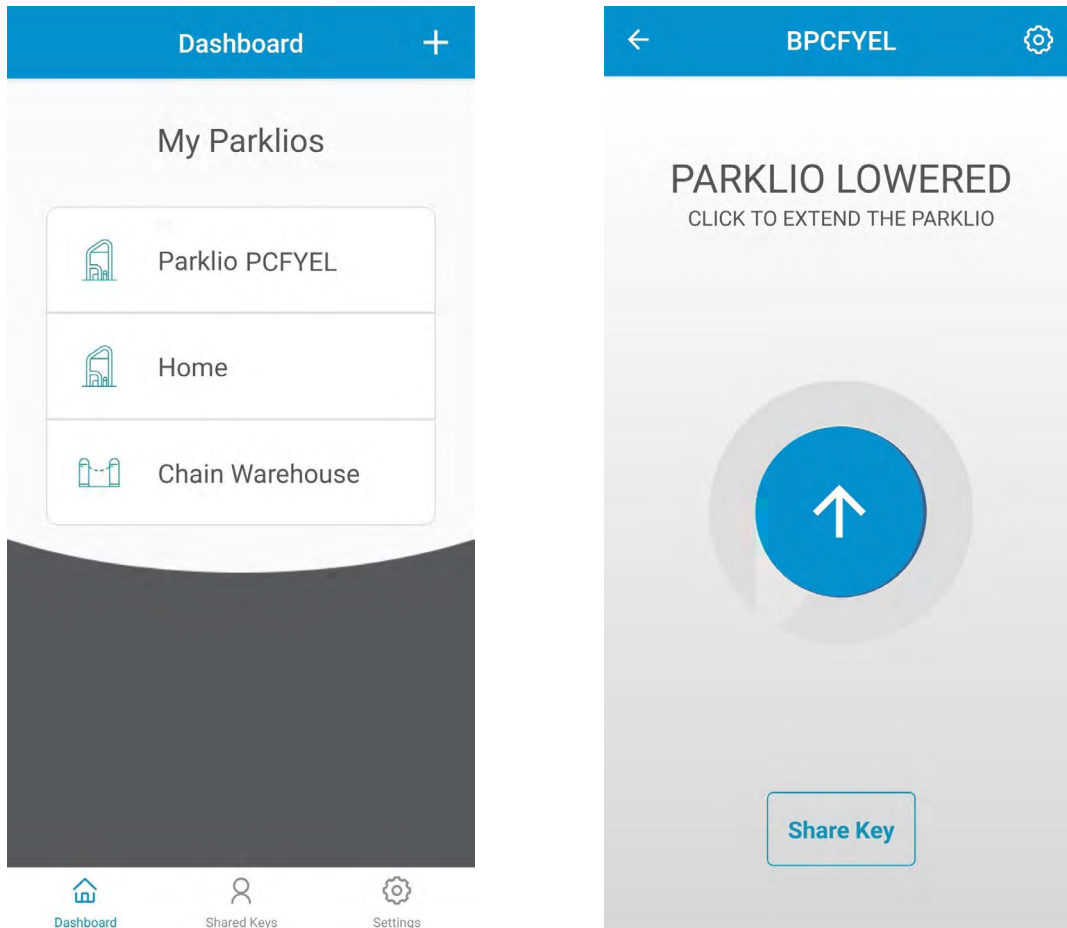 Dashboard
My Parklios
Parklio PCFYEL
Home
Chain Warehouse
Dashboard
Shared Keys
Settings
BPCFYEL
PARKLIO LOWERED
CLICK TO EXTEND THE PARKLIO
Share Key